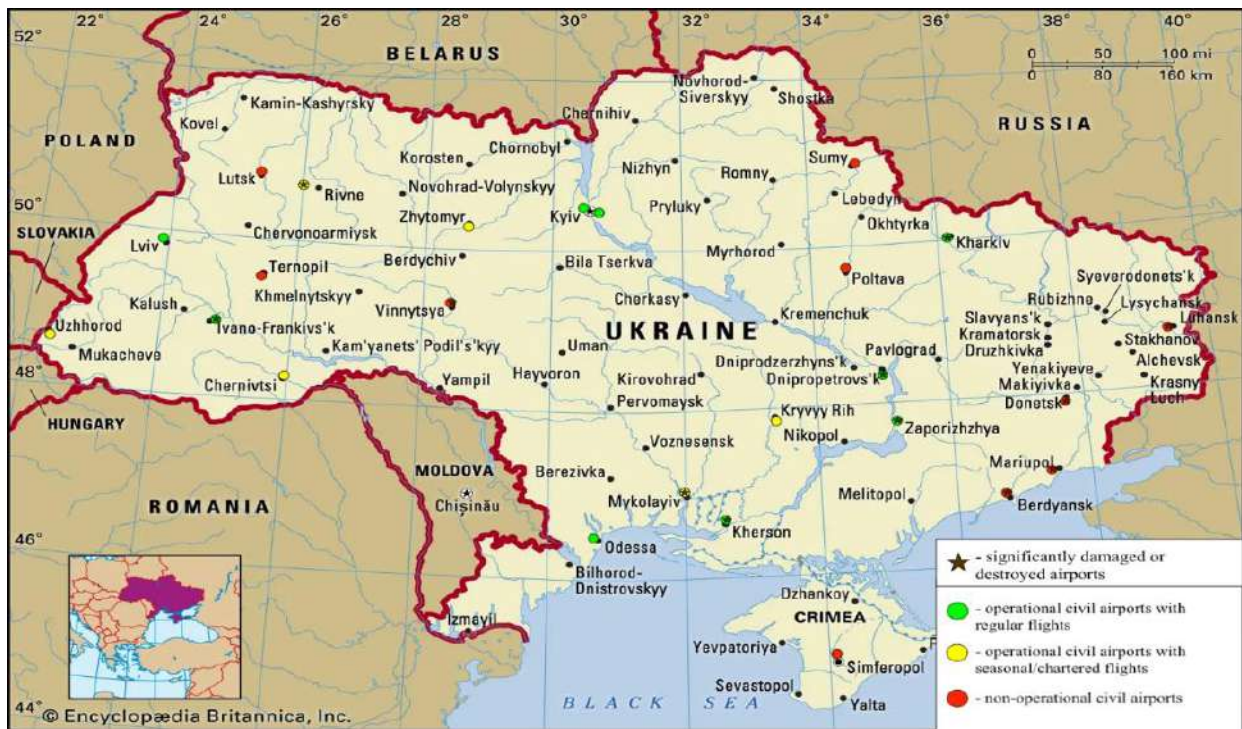 22°
24°
26°
28°
30°
32°
34°
36°
38°
40°
52°
BELARUS
100 mi
0
80
160 km
Novhorod-
Siverskyy
Shostka
Kamin-Kashyrsky
Chernihiv
Kovel
POLAND
RUSSIA
Chornobyl
Korosten
Nizhyn
Sumy
Lutsk
Romny
Rivne
Novohrad-Volynskyy
Lebedyn
50°
Zhytomyr
Kyiv
Pryluky
Okhtyrka
SLOVAKIA
Chervonoarmiysk
Lviv
Kharkiv
Myrhorod
Berdychiv
Bila Tserkva
Ternopil
Poltava
Syeverodonets'k
Khmelnytskyy
Cherkasy
Rubizhne
Lysychansk
Kalush
Vinnytsya
Kremenchuk
Slavyans'k
Luhansk
Uzhhorod
Ivano-Frankivs'k
UKRAINE
Kramatorsk
Stakhanov
Mukacheve
Kam'yanets' Podil's'kyy
Uman
Dniprodzerzhyns'k
Pavlograd
Druzhkivka
Alchevsk
48°
Chernivtsi
Yampil
Hayvoron
Kirovohrad
Dnipropetrovs'k
Yenakiyeve
Makiyivka
Krasny
Luch
Pervomaysk
Donetsk
HUNGARY
Kryvyy Rih
Zaporizhzhya
Nikopol
Voznesensk
MOLDOVA
Berezivka
Mariupol
Chişinău
Mykolayiv
Melitopol
Berdyansk
ROMANIA
Kherson
46°
Odessa
Bilhorod-
Dnistrovskyy
- significantly damaged or
destroyed airports
Dzhankoy
CRIMEA
- operational civil airports with
regular flights
Izmayil
Yevpatoriya
- operational civil airports with
seasonal/chartered flights
Simferopol
Sevastopol
Yalta
- non-operational civil airports
44°
BLACK SEA
© Encyclopædia Britannica, Inc.